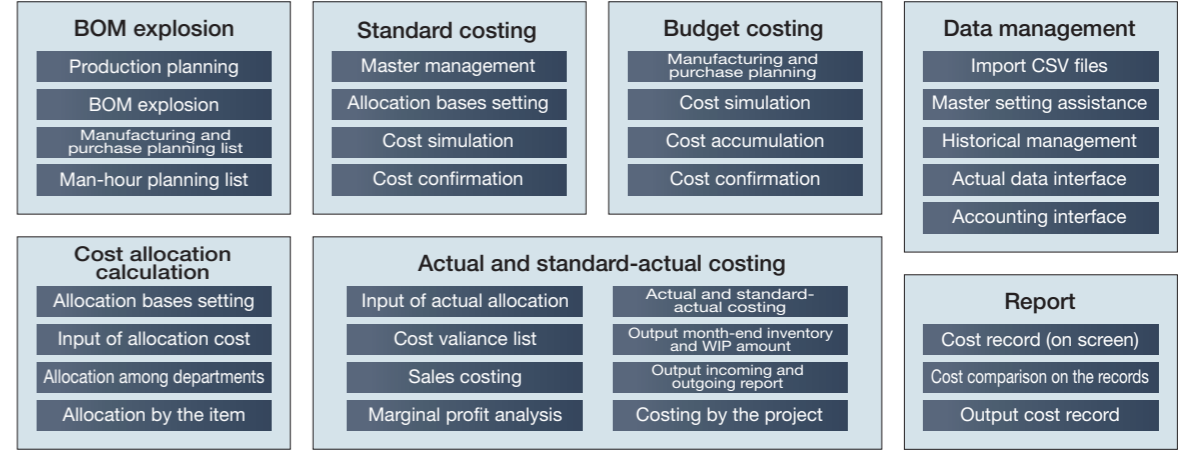 BOM explosion
Production planning
BOM explosion
Manufacturing and
purchase planning list
Man-hour planning list
Standard costing
Master management
Allocation bases setting
Cost simulation
Cost confirmation
Budget costing
Manufacturing and
purchase planning
Cost simulation
Cost accumulation
Cost confirmation
Data management
Import CSV files
Master setting assistance
Historical management
Actual data interface
Accounting interface
Cost allocation
calculation
Allocation bases setting
Input of allocation cost
Allocation among departments
Allocation by the item
Actual and standard-actual costing
Input of actual allocation
Cost valiance list
Sales costing
Marginal profit analysis
Actual and standard-
actual costing
Output month-end inventory
and WIP amount
Output incoming and
outgoing report
Costing by the project
Report
Cost record (on screen)
Cost comparison on the records
Output cost record